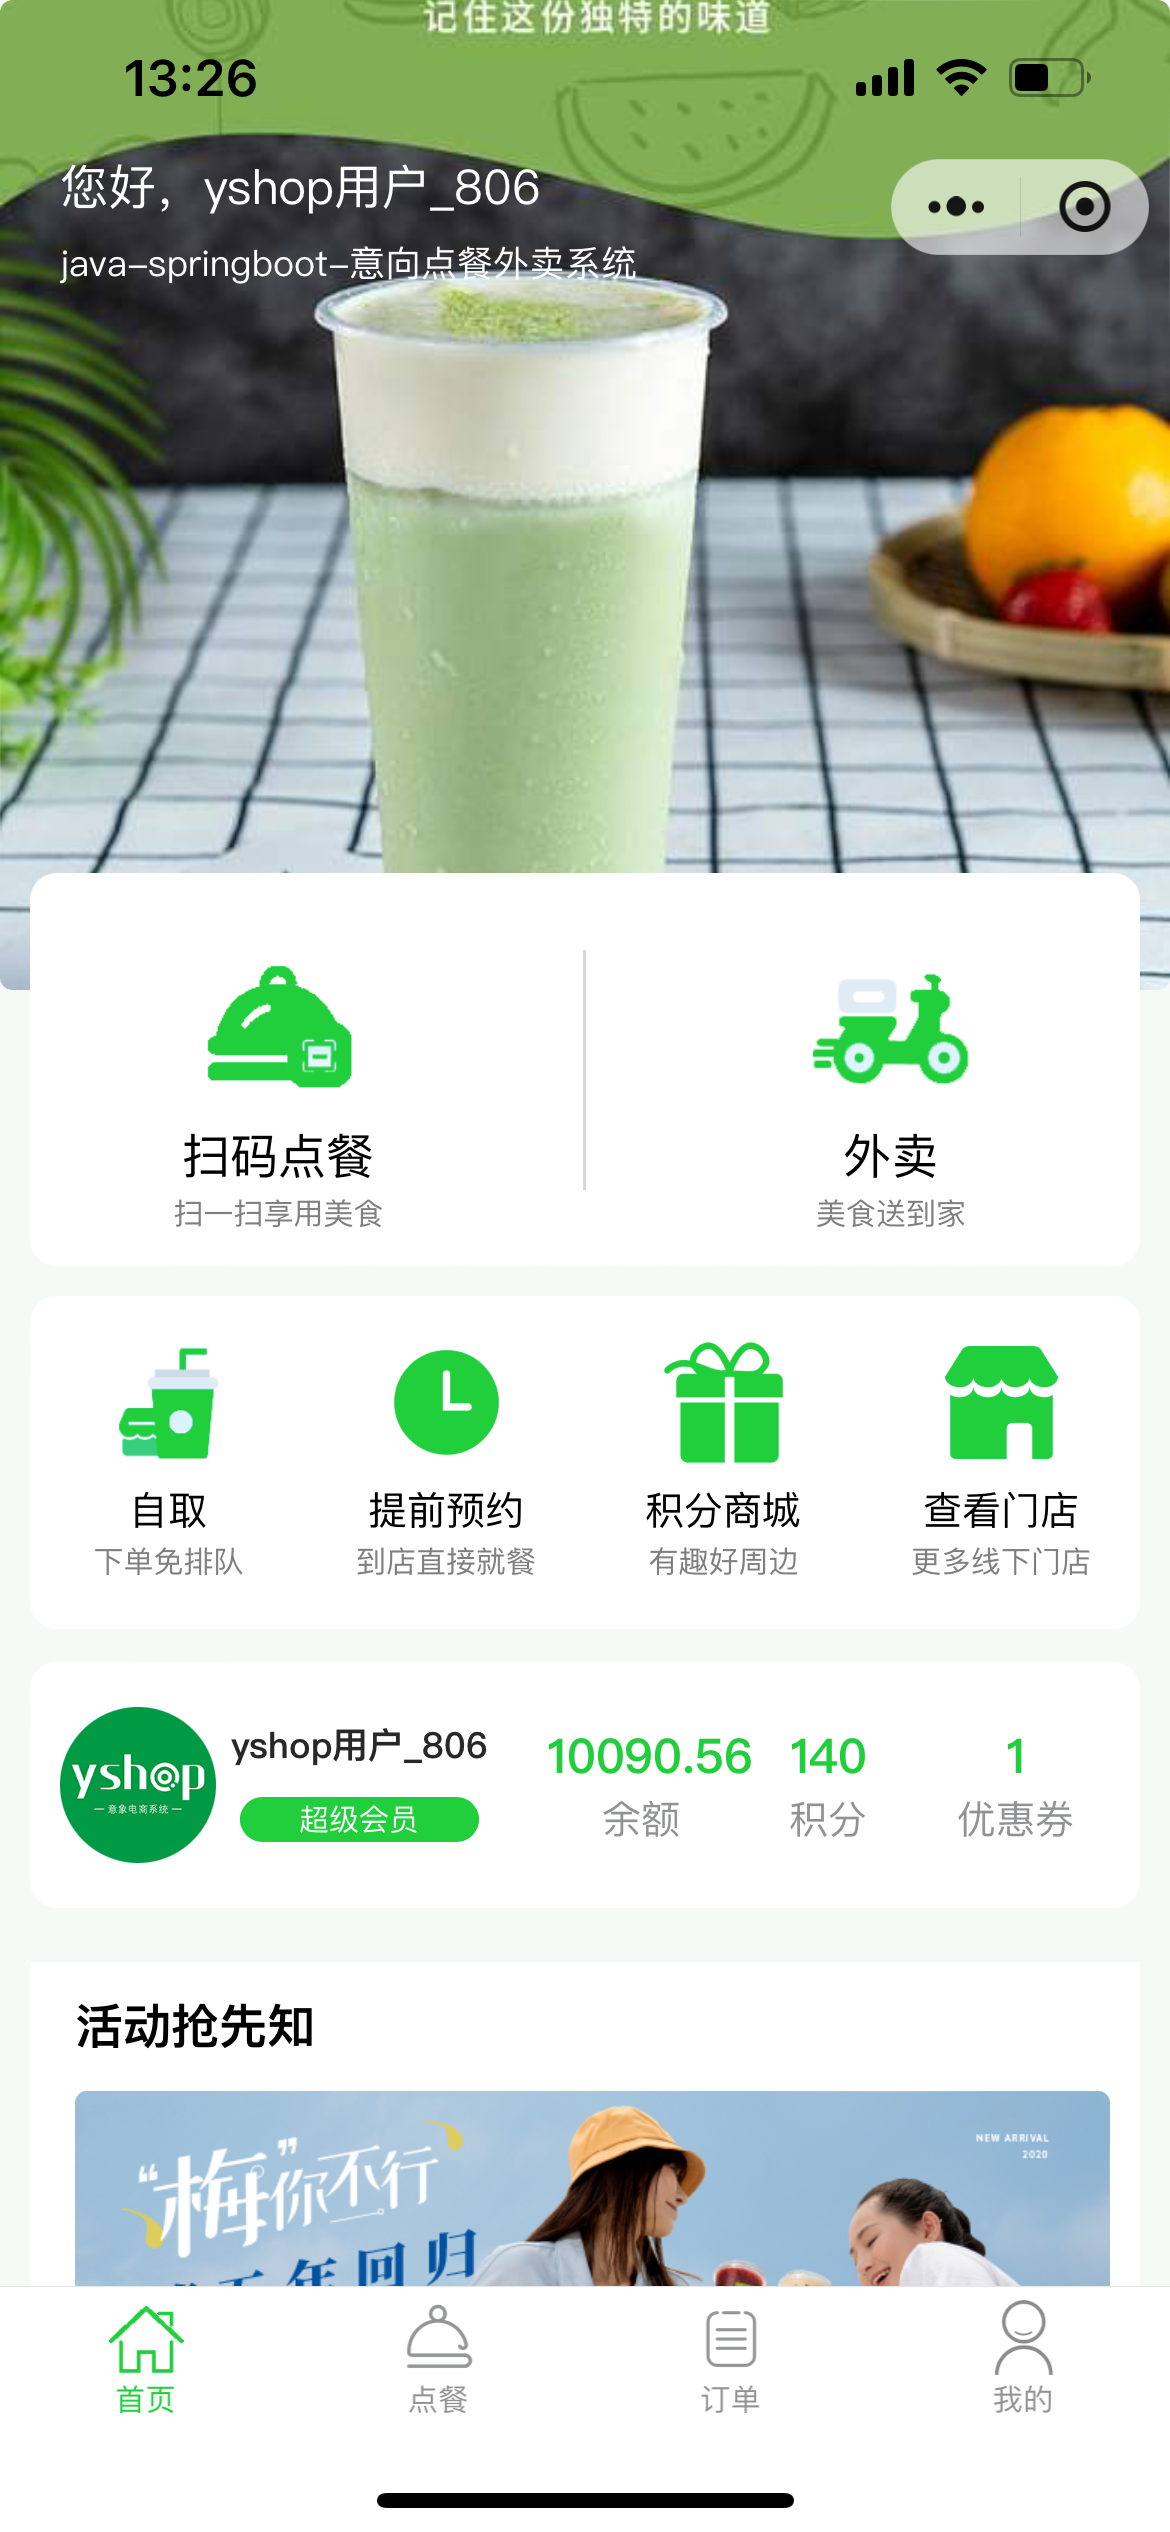 记住这份独特的味道
13:26
您好，yshop用户_806
java-springboot-意向点餐外卖系统
扫码点餐
扫一扫享用美食
外卖
美食送到家
自取
下单免排队
提前预约
到店直接就餐
积分商城
有趣好周边
查看门店
更多线下门店
yshop
意象电商系统
yshop用户_806
超级会员
10090.56
余额
140
积分
1
优惠券
活动抢先知
NEW ARRIVAL
2020
“梅”你不行
年回归
首页
点餐
订单
我的